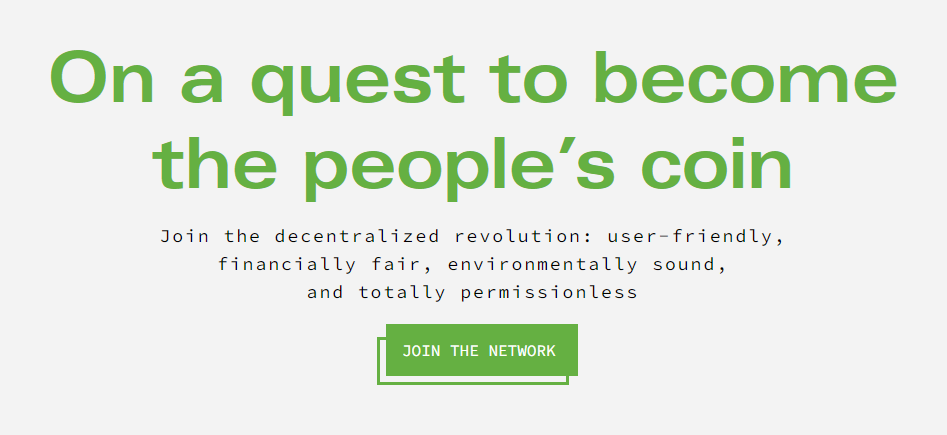 On a quest to become
the people’s coin
Join the decentralized revolution: user-friendly,
financially fair, environmentally sound,
and totally permissionless
JOIN THE NETWORK